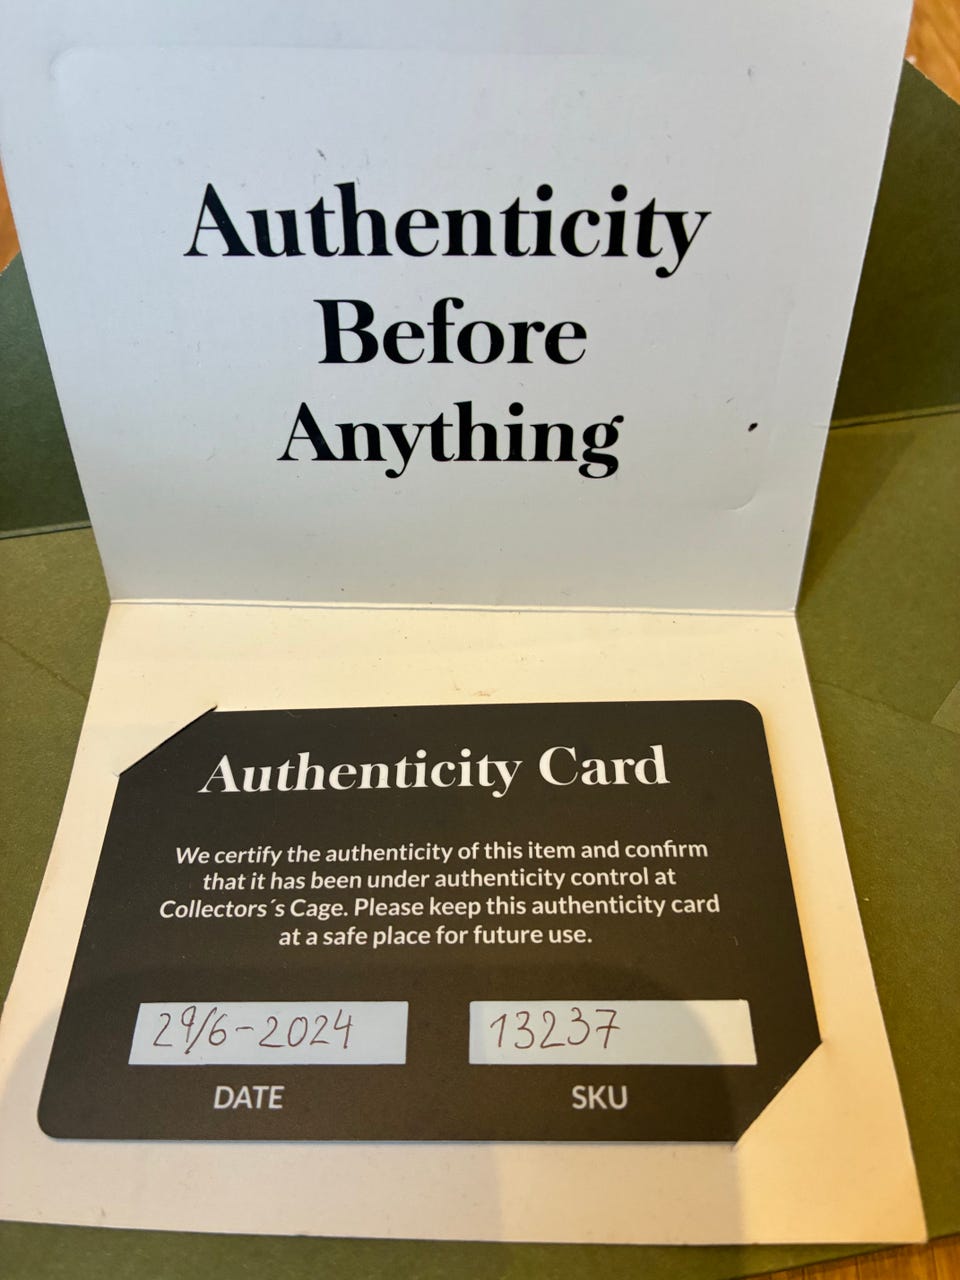 Authenticity
Before
Anything
Authenticity Card
We certify the authenticity of this item and confirm
that it has been under authenticity control at
Collectors´s Cage. Please keep this authenticity card
at a safe place for future use.
29/6-2024
13237
DATE
SKU